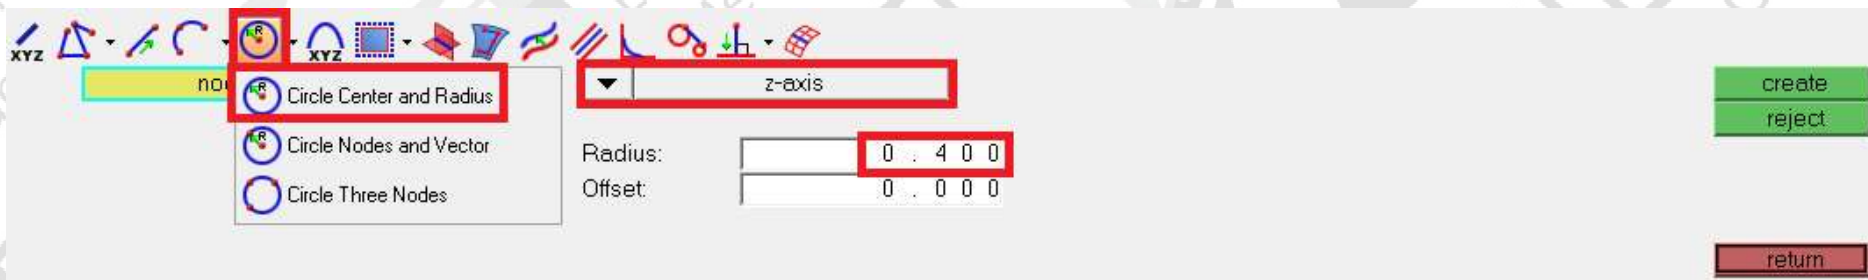 XYZ R XYZ
no
R Circle Center and Radius
R Circle Nodes and Vector
Circle Three Nodes
z-axis
Radius: 0.400
Offset: 0.000
create
reject
return